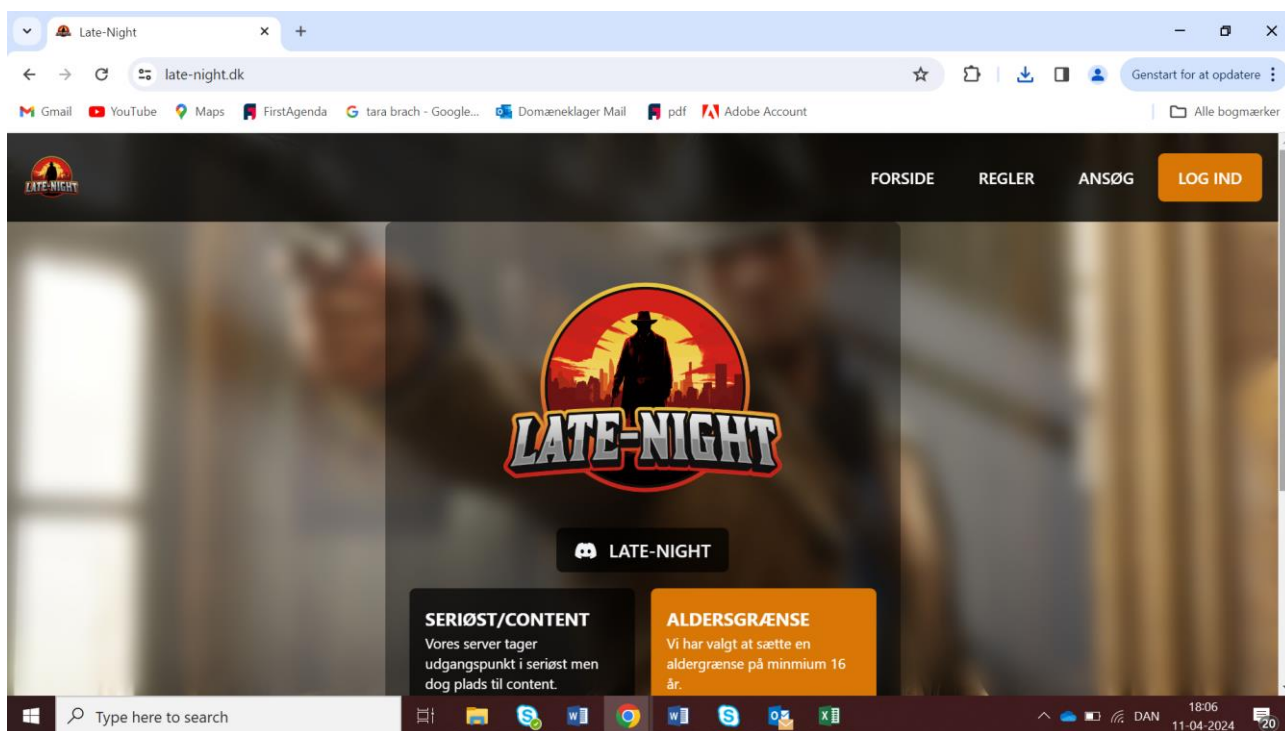 Late-Night
late-night.dk
Genstart for at opdatere
Gmail
YouTube
Maps
FirstAgenda
tara brach - Google...
Domæneklager Mail
pdf
Adobe Account
Alle bogmærker
LATE-NIGHT
FORSIDE
REGLER
ANSØG
LOG IND
LATE-NIGHT
LATE-NIGHT
SERIØST/CONTENT
Vores server tager
udgangspunkt i seriøst men
dog plads til content.
ALDERSGRÆNSE
Vi har valgt at sætte en
aldergrænse på minmium 16
år.
Type here to search
DAN
18:06
11-04-2024
20